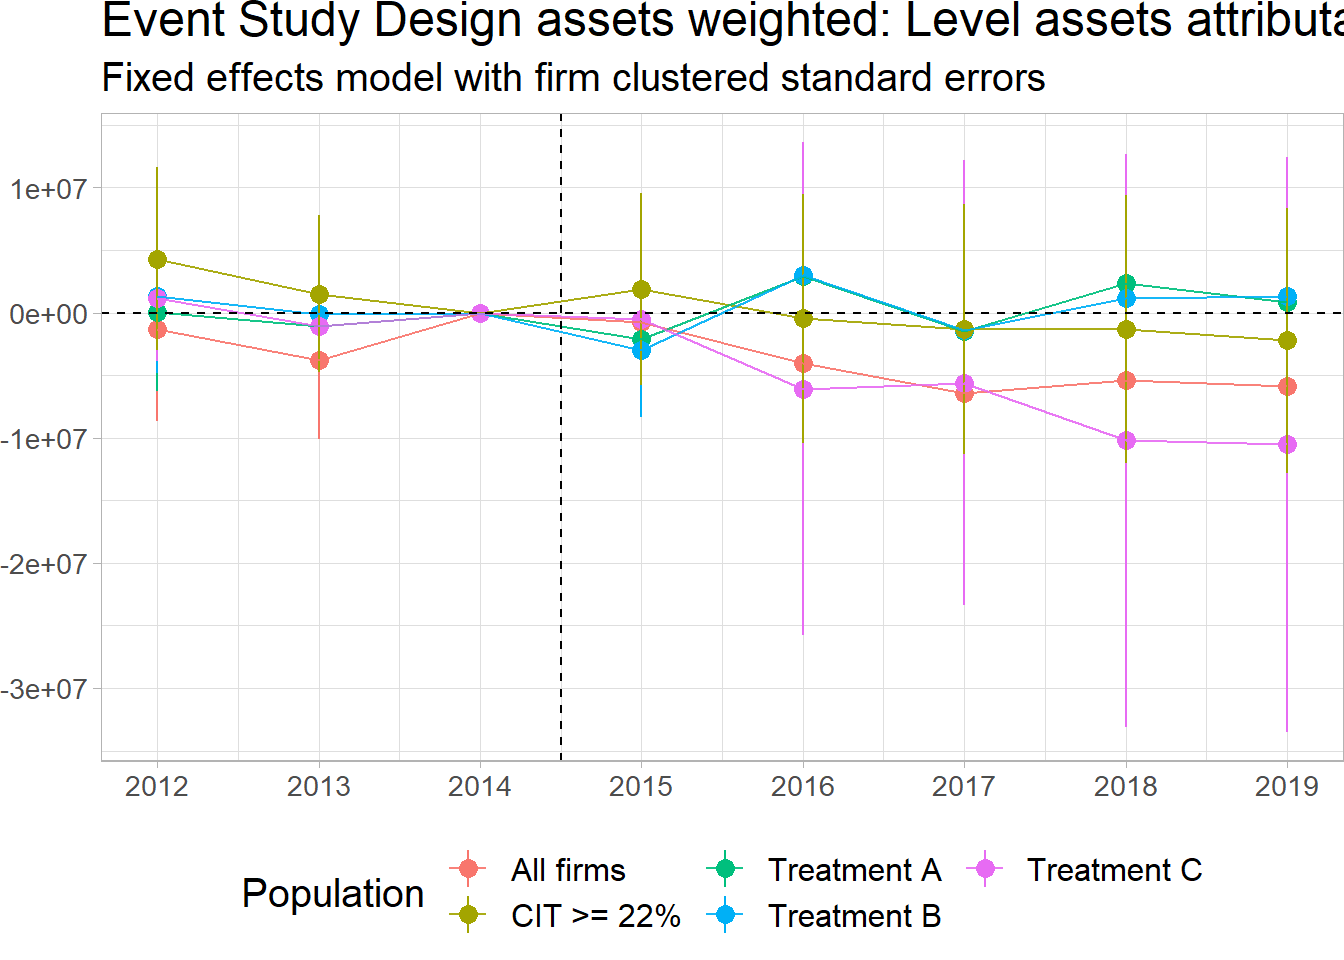 Event Study Design assets weighted: Level assets
Fixed effects model with firm clustered standard errors
1e+07
0e+00
-1e+07
-2e+07
-3e+07
2012 2013 2014 2015 2016 2017 2018 2019
Population
All firms Treatment A Treatment C
CIT >= 22% Treatment B